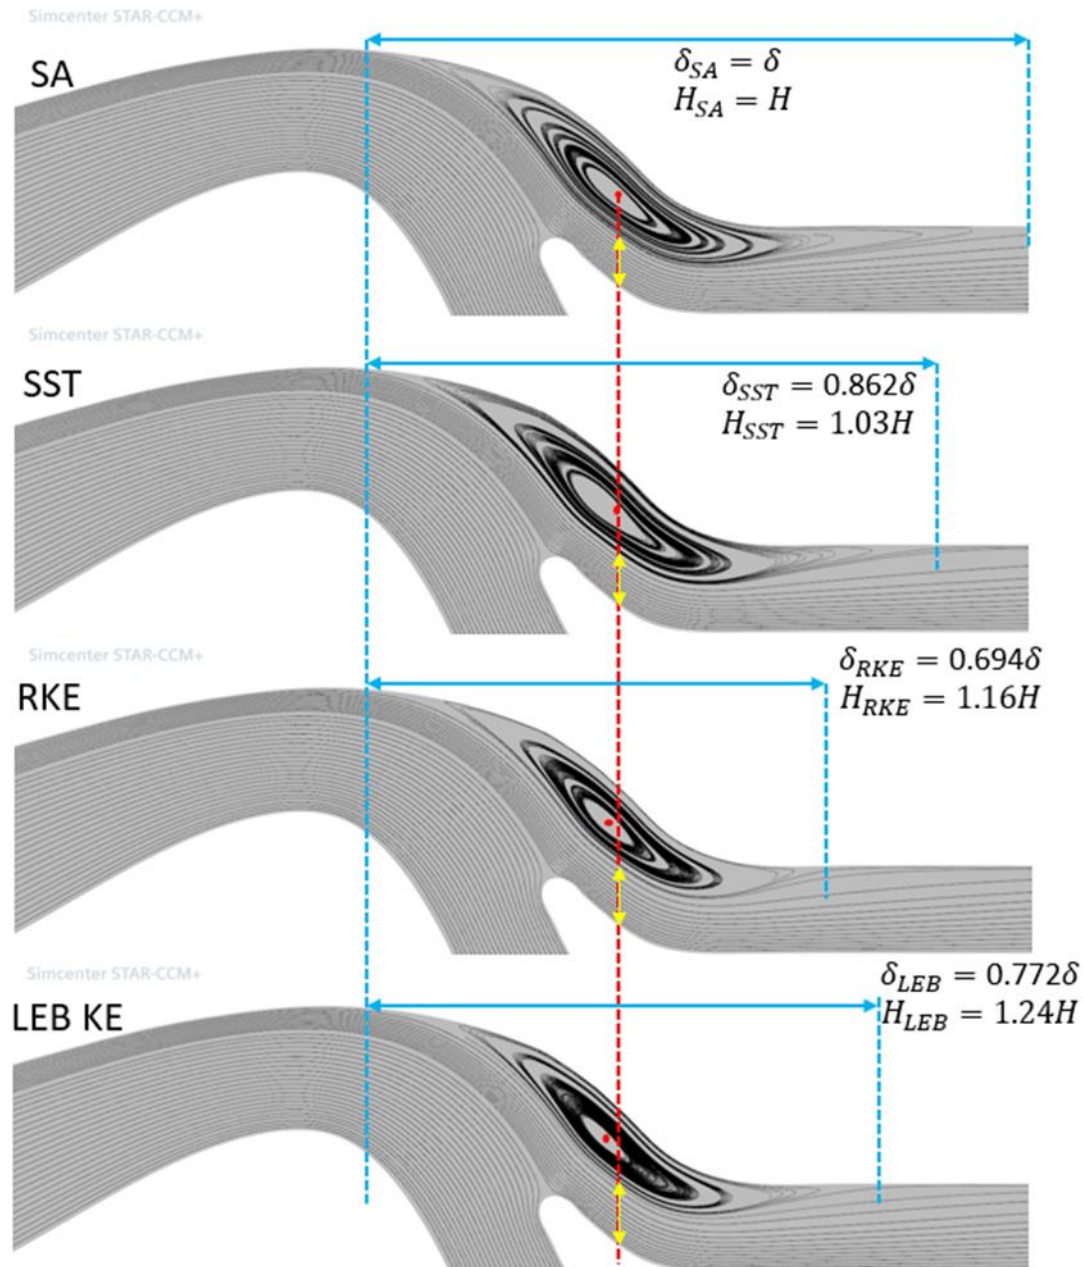 Simcenter STAR-CCM+
SA
δ_SA = δ
H_SA = H
Simcenter STAR-CCM+
SST
δ_SST = 0.862δ
H_SST = 1.03H
Simcenter STAR-CCM+
RKE
δ_RKE = 0.694δ
H_RKE = 1.16H
Simcenter STAR-CCM+
LEB KE
δ_LEB = 0.772δ
H_LEB = 1.24H